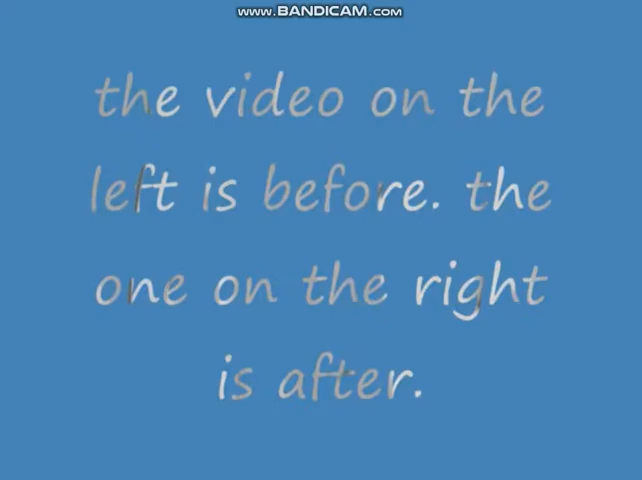 www.BANDICAM.com
the video on the
left is before. the
one on the right
is after.